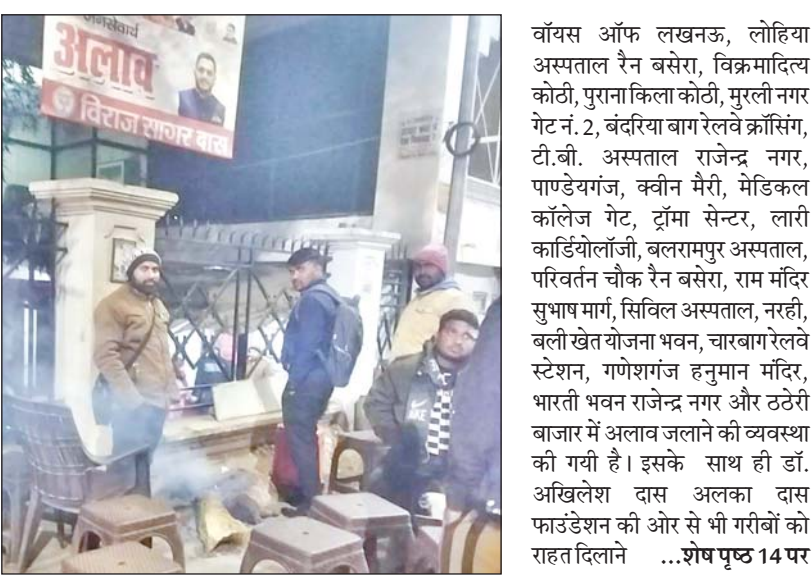 जनसेवार्थ
अलाव
विराज सागर दास
वॉयस ऑफ लखनऊ, लोहिया
अस्पताल रैन बसेरा, विक्रमादित्य
कोठी, पुराना किला कोठी, मुरली नगर
गेट नं. 2, बंदरिया बाग रेलवे क्रॉसिंग,
टी.बी. अस्पताल राजेन्द्र नगर,
पाण्डेयगंज, क्वीन मैरी, मेडिकल
कॉलेज गेट, ट्रॉमा सेन्टर, लारी
कार्डियोलॉजी, बलरामपुर अस्पताल,
परिवर्तन चौक रैन बसेरा, राम मंदिर
सुभाष मार्ग, सिविल अस्पताल, नरही,
बली खेत योजना भवन, चारबाग रेलवे
स्टेशन, गणेशगंज हनुमान मंदिर,
भारती भवन राजेन्द्र नगर और ठठेरी
बाजार में अलाव जलाने की व्यवस्था
की गयी है। इसके साथ ही डॉ.
अखिलेश दास अलका दास
फाउंडेशन की ओर से भी गरीबों को
राहत दिलाने ...शेष पृष्ठ 14 पर